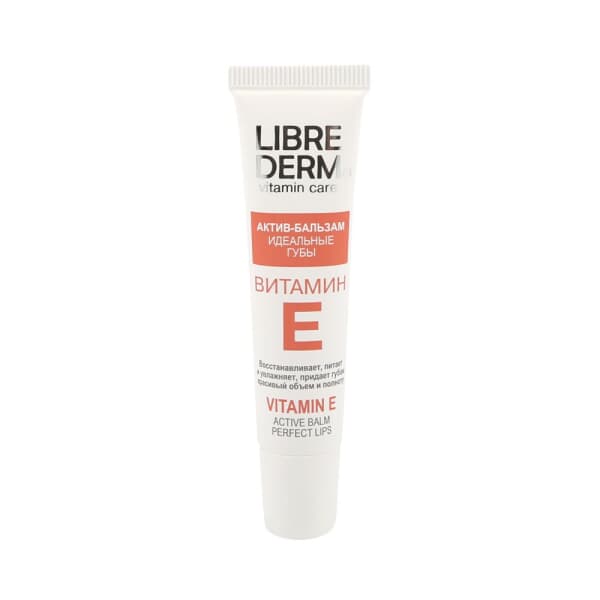 LIBRE
DERM
vitamin care
АКТИВ-БАЛЬЗАМ
ИДЕАЛЬНЫЕ
ГУБЫ
ВИТАМИН
E
Восстанавливает, питает
и увлажняет, придает губам
красивый объем и полноту
VITAMIN E
ACTIVE BALM
PERFECT LIPS